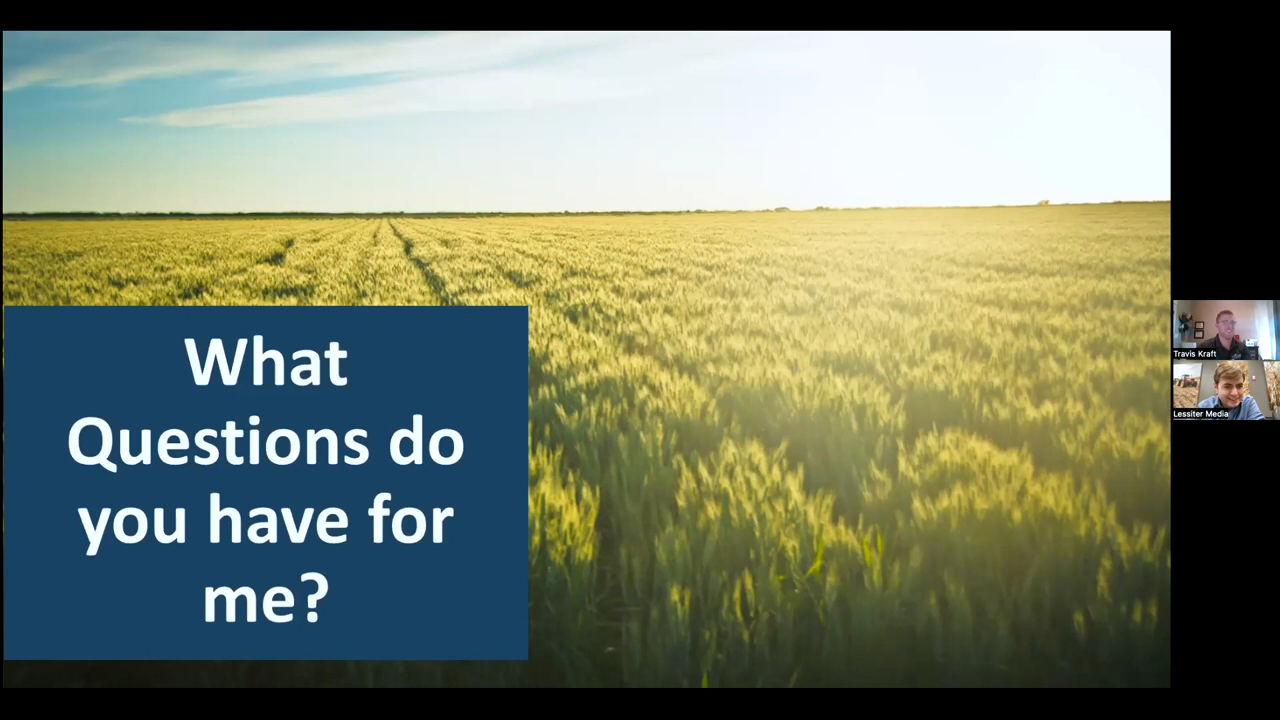 What
Questions do
you have for
me?
Travis Kraft
Lessiter Media